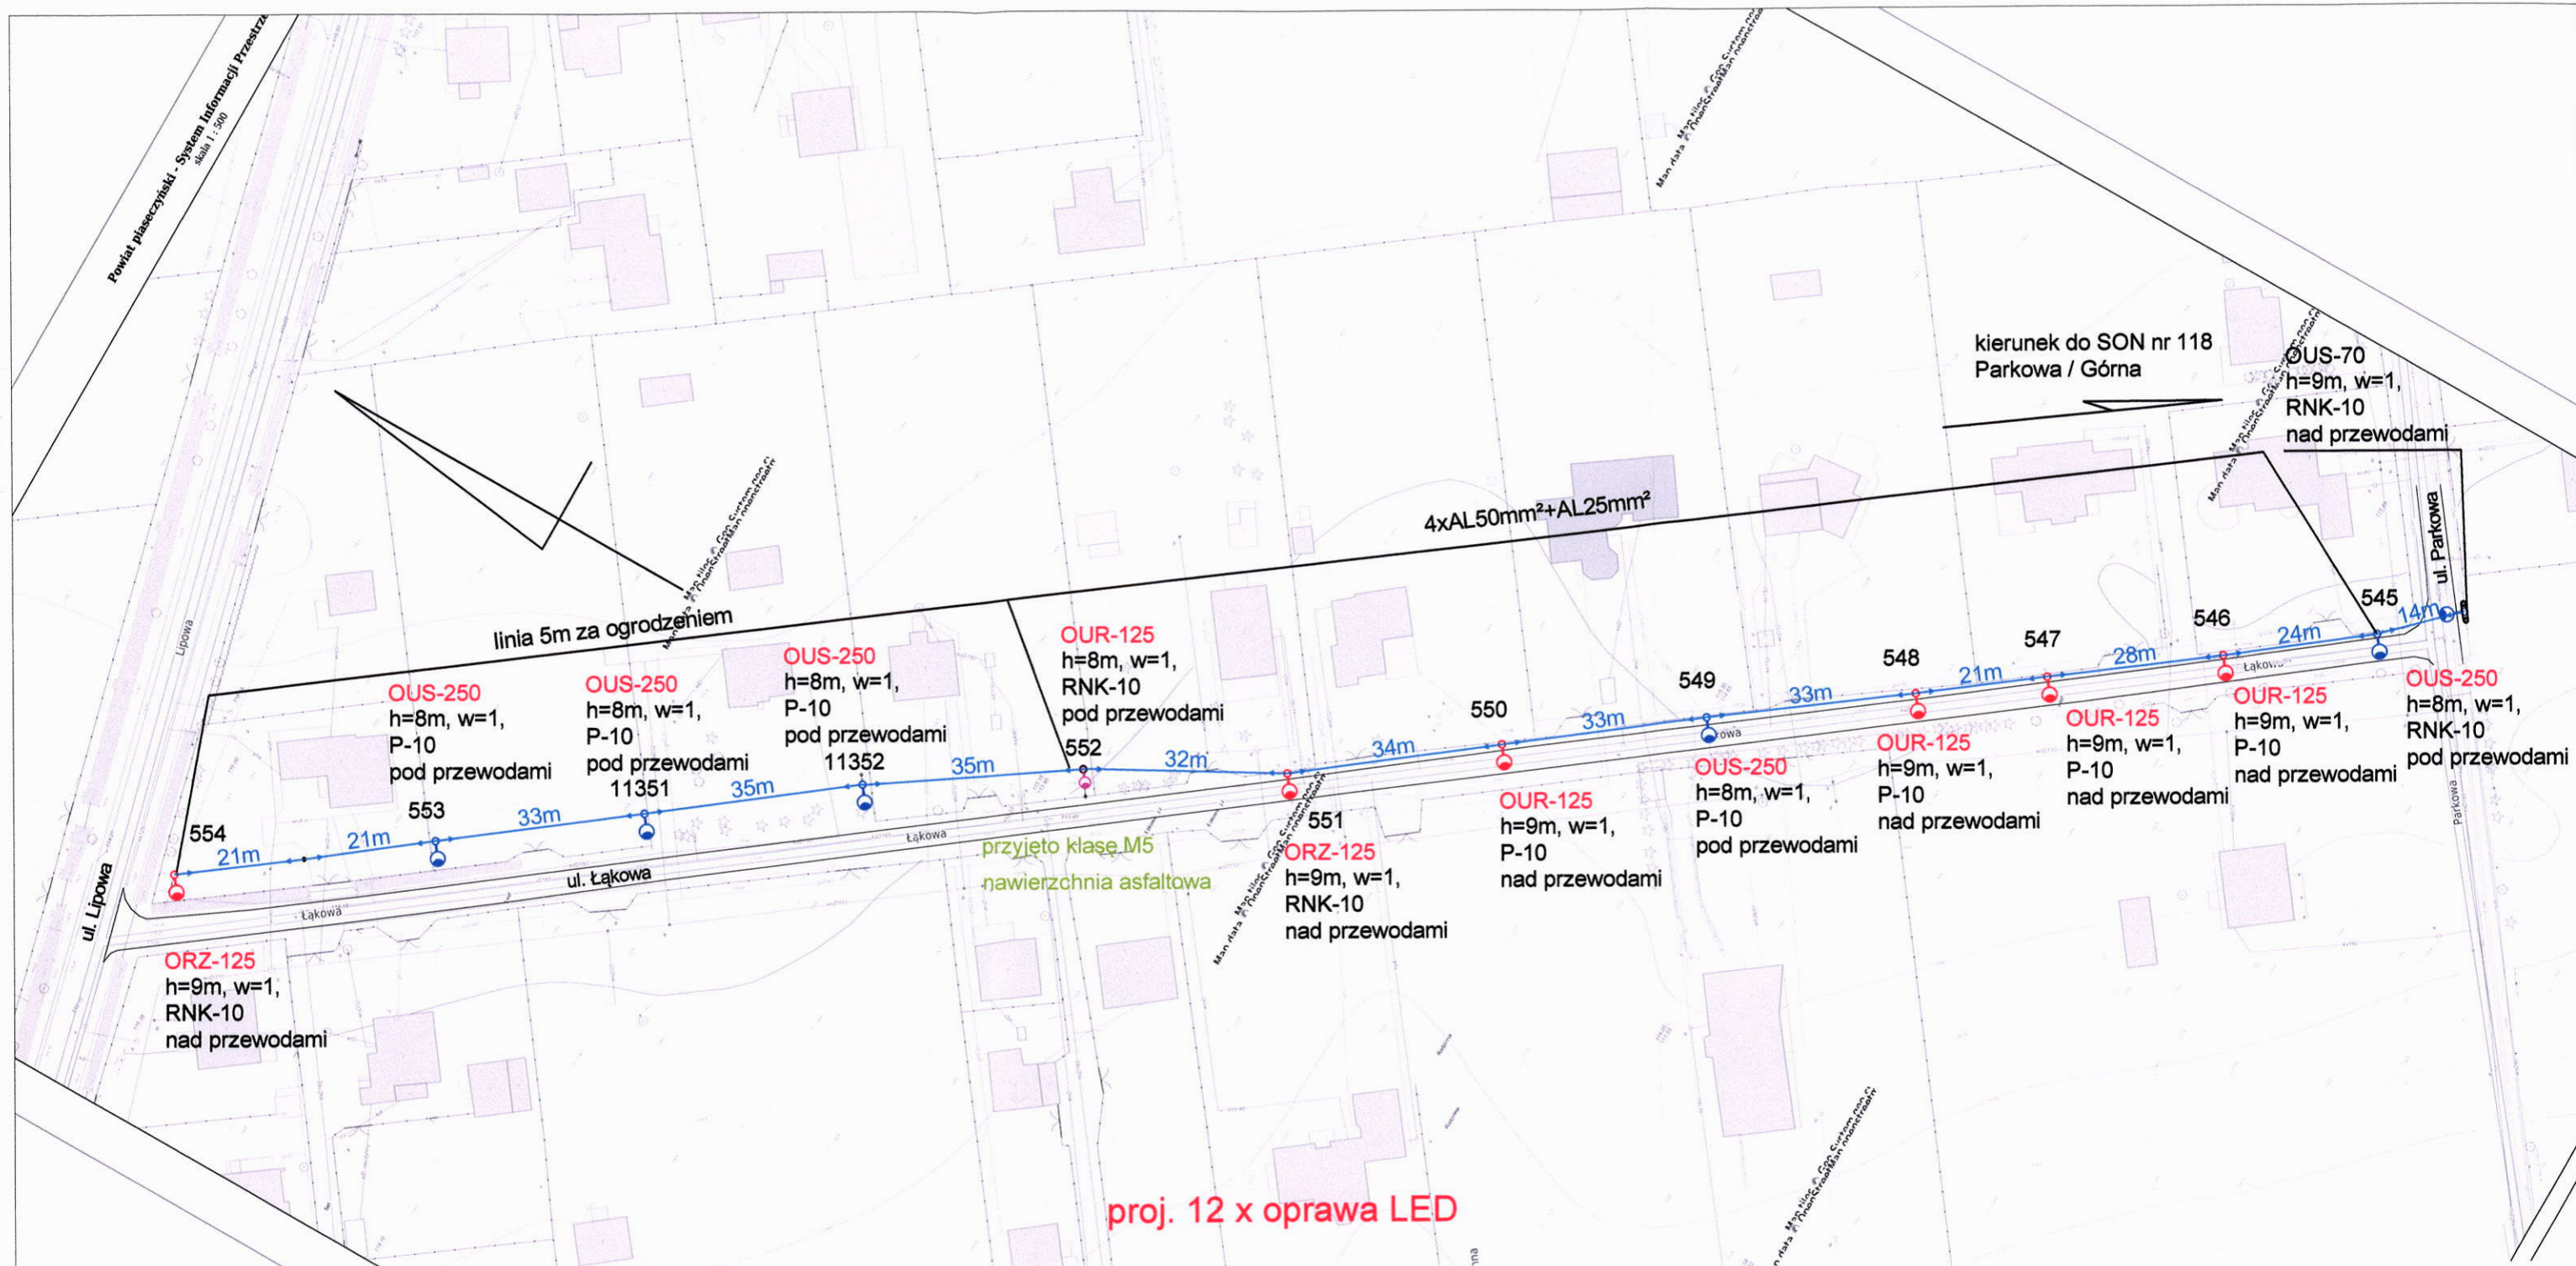 Powiat piaseczyński - System Informacji
skala 1 : 500
kierunek do SON nr 118
Parkowa / Górna
OUS-70
h=9m, w=1,
RNK-10
nad przewodami
4xAL50mm²+AL25mm²
linia 5m za ogrodzeniem
ul. Parkowa
Lipowa
OUS-250
h=8m, w=1,
P-10
pod przewodami
553
OUS-250
h=8m, w=1,
P-10
pod przewodami
11351
OUS-250
h=8m, w=1,
P-10
pod przewodami
11352
OUR-125
h=8m, w=1,
RNK-10
pod przewodami
552
550
549
548
547
546
545
554
21m
21m
33m
35m
35m
32m
34m
33m
33m
21m
28m
24m
14m
ul. Lipowa
ul. Łąkowa
Łąkowa
Łąkowa
przyjęto klasę M5
nawierzchnia asfaltowa
ORZ-125
h=9m, w=1,
RNK-10
nad przewodami
551
ORZ-125
h=9m, w=1,
RNK-10
nad przewodami
OUR-125
h=9m, w=1,
P-10
nad przewodami
OUS-250
h=8m, w=1,
P-10
pod przewodami
OUR-125
h=9m, w=1,
P-10
nad przewodami
OUR-125
h=9m, w=1,
P-10
nad przewodami
OUR-125
h=9m, w=1,
P-10
nad przewodami
OUS-250
h=8m, w=1,
RNK-10
pod przewodami
Parkowa
proj. 12 x oprawa LED